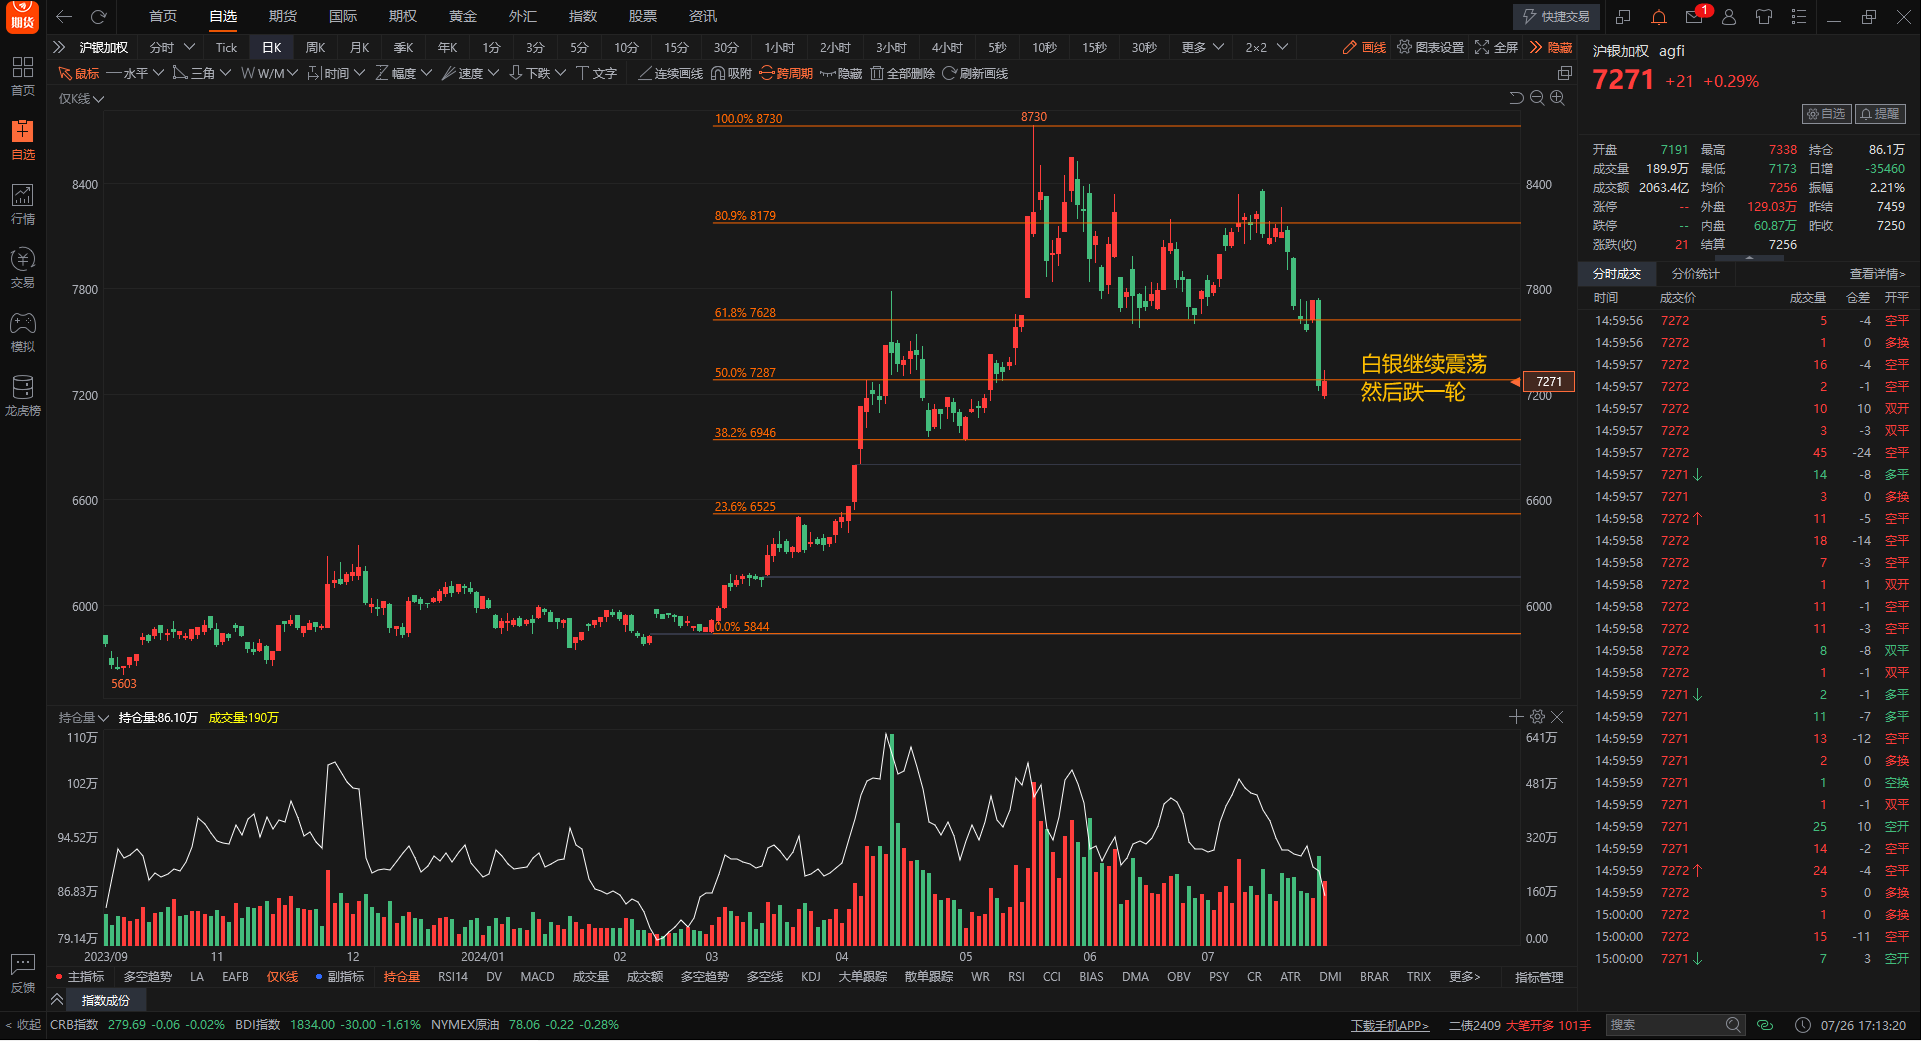 期货
首页 自选 期货 国际 期权 黄金 外汇 指数 股票 资讯
快捷交易
1
沪银加权 分时 Tick 日K 周K 月K 季K 年K 1分 3分 5分 10分 15分 30分 1小时 2小时 3小时 4小时 5秒 10秒 15秒 30秒 更多 2×2 画线 图表设置 全屏 隐藏
鼠标 水平 三角 W/M 时间 幅度 速度 下跌 文字 连续画线 吸附 跨周期 隐藏 全部删除 刷新画线
首页
自选
行情
交易
模拟
龙虎榜
反馈
仅K线
100.0% 8730
8730
8400 8400
80.9% 8179
7800 7800
61.8% 7628
白银继续震荡
然后跌一轮
50.0% 7287
7271
7200 7200
38.2% 6946
6600 6600
23.6% 6525
6000 6000
0.0% 5844
5603
持仓量 持仓量:86.10万 成交量:190万
110万 641万
102万 481万
94.52万 320万
86.83万 160万
79.14万 0.00
2023/09 11 12 2024/01 02 03 04 05 06 07
主指标 多空趋势 LA EAFB 仅K线 副指标 持仓量 RSI14 DV MACD 成交量 成交额 多空趋势 多空线 KDJ 大单跟踪 散单跟踪 WR RSI CCI BIAS DMA OBV PSY CR ATR DMI BRAR TRIX 更多> 指标管理
指数成份
沪银加权 agfi
7271 +21 +0.29%
自选 提醒
开盘 7191 最高 7338 持仓 86.1万
成交量 189.9万 最低 7173 日增 -35460
成交额 2063.4亿 均价 7256 振幅 2.21%
涨停 -- 外盘 129.03万 昨结 7459
跌停 -- 内盘 60.87万 昨收 7250
涨跌(收) 21 结算 7256
分时成交 分价统计 查看详情>
时间 成交价 成交量 仓差 开平
14:59:56 7272 5 -4 空平
14:59:56 7272 1 0 多换
14:59:57 7272 16 -4 空平
14:59:57 7272 2 -1 空平
14:59:57 7272 10 10 双开
14:59:57 7272 3 -3 双平
14:59:57 7272 45 -24 空平
14:59:57 7271↓ 14 -8 多平
14:59:57 7271 3 0 多换
14:59:58 7272↑ 11 -5 空平
14:59:58 7272 18 -14 空平
14:59:58 7272 7 -3 空平
14:59:58 7272 1 1 双开
14:59:58 7272 11 -1 空平
14:59:58 7272 11 -3 空平
14:59:58 7272 8 -8 双平
14:59:58 7272 1 -1 双平
14:59:59 7271↓ 2 -1 多平
14:59:59 7271 11 -7 多平
14:59:59 7271 13 -12 空平
14:59:59 7271 2 0 多换
14:59:59 7271 1 0 空换
14:59:59 7271 1 -1 双平
14:59:59 7271 25 10 空开
14:59:59 7271 14 -2 空平
14:59:59 7272↑ 24 -4 空平
14:59:59 7272 5 0 多换
15:00:00 7272 1 0 多换
15:00:00 7272 15 -11 空平
15:00:00 7271↓ 7 3 空开
< 收起 CRB指数 279.69 -0.06 -0.02% BDI指数 1834.00 -30.00 -1.61% NYMEX原油 78.06 -0.22 -0.28% 下载手机APP> 二债2409 大笔开多 101手 搜索 07/26 17:13:20